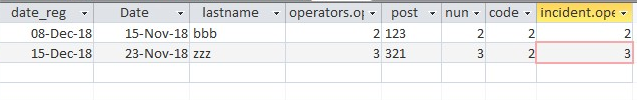 date_reg Date lastname operators.op post nun code incident.ope
08-Dec-18 15-Nov-18 bbb 2 123 2 2 2
15-Dec-18 23-Nov-18 zzz 3 321 3 2 3